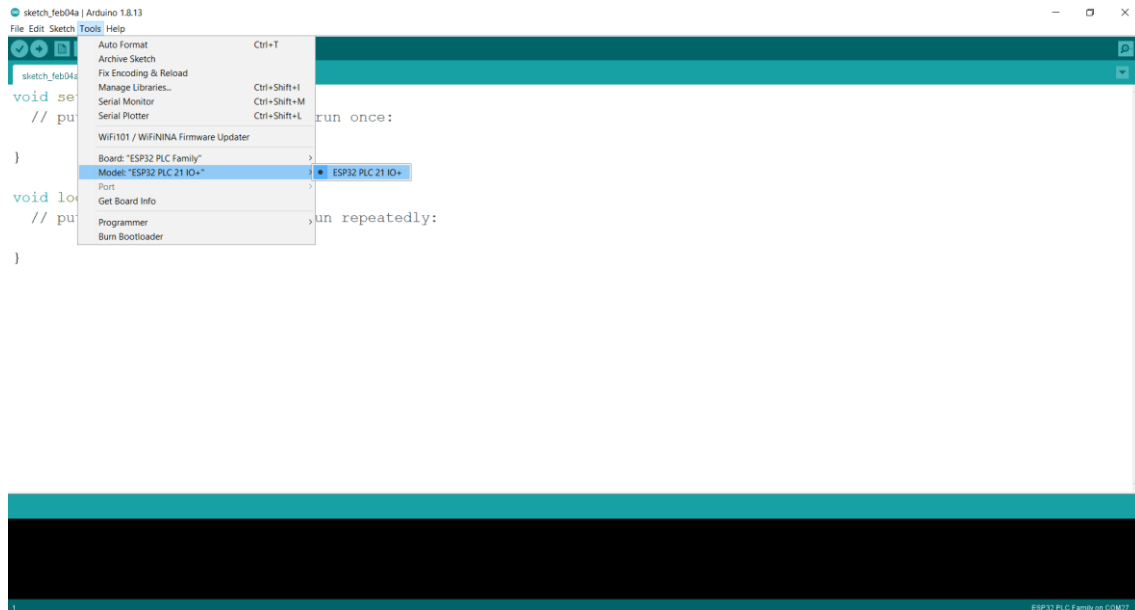 sketch_feb04a | Arduino 1.8.13
File Edit Sketch Tools Help
Auto Format Ctrl+T
Archive Sketch
Fix Encoding & Reload
Manage Libraries... Ctrl+Shift+I
Serial Monitor Ctrl+Shift+M
Serial Plotter Ctrl+Shift+L
WiFi101 / WiFiNINA Firmware Updater
Board: "ESP32 PLC Family"
Model: "ESP32 PLC 21 IO+" ESP32 PLC 21 IO+
Port
Get Board Info
Programmer
Burn Bootloader
sketch_feb04a
void se
// pu run once:
}
void lo
// pu un repeatedly:
}
1 ESP32 PLC Family on COM27